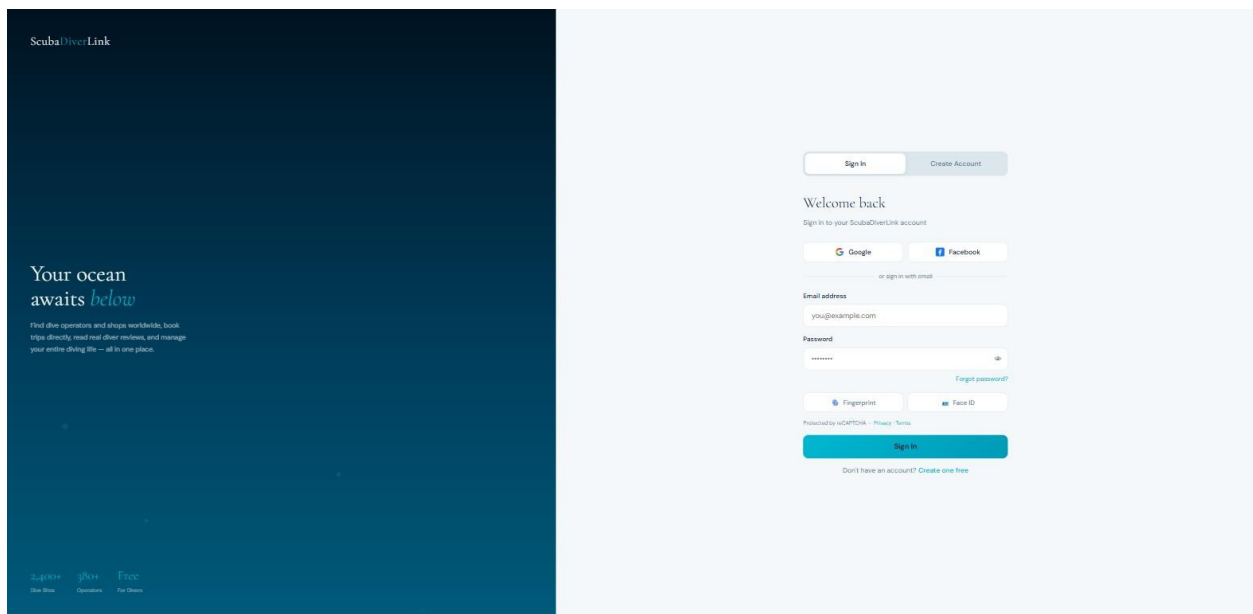 ScubaDiverLink
Your ocean
awaits below
Find dive operators and shops worldwide, book
trips directly, read real diver reviews, and manage
your entire diving life — all in one place.
2,400+ 380+ Free
Dive Sites Operators For Divers
Sign In Create Account
Welcome back
Sign in to your ScubaDiverLink account
Google Facebook
or sign in with email
Email address
you@example.com
Password
••••••••
Forgot password?
Fingerprint Face ID
Protected by reCAPTCHA · Privacy · Terms
Sign In
Don't have an account? Create one free